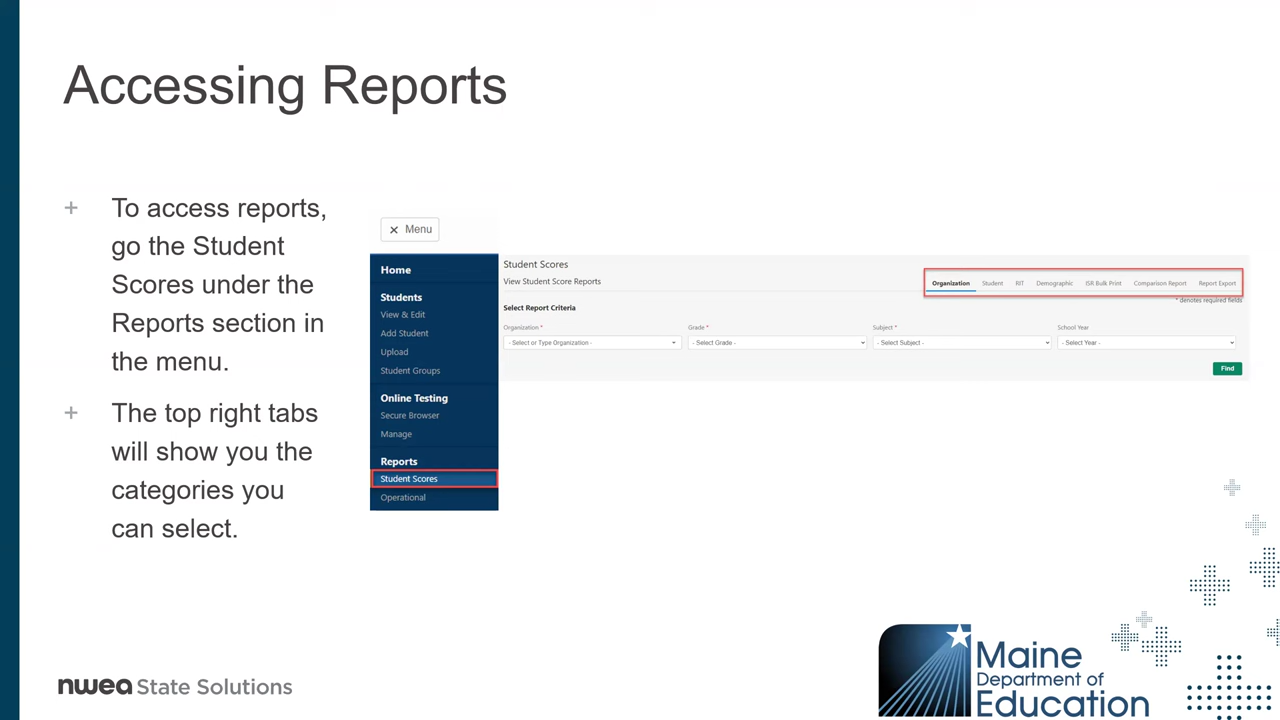 Accessing Reports
+ To access reports,
go the Student
Scores under the
Reports section in
the menu.
+ The top right tabs
will show you the
categories you
can select.
× Menu
Home
Students
View & Edit
Add Student
Upload
Student Groups
Online Testing
Secure Browser
Manage
Reports
Student Scores
Operational
Student Scores
View Student Score Reports
Organization Student RIT Demographic ISR Bulk Print Comparison Report Report Export
* denotes required fields
Select Report Criteria
Organization * Grade * Subject * School Year
- Select or Type Organization - - Select Grade - - Select Subject - - Select Year -
Find
nwea State Solutions
Maine
Department of
Education